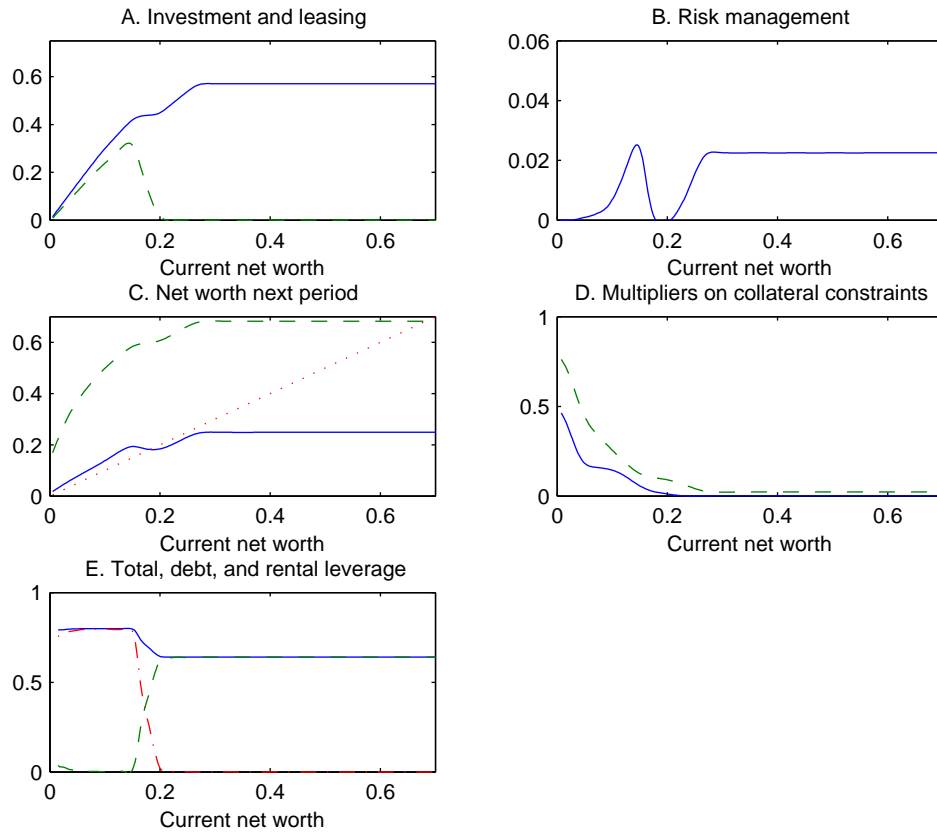 A. Investment and leasing
0.6
0.4
0.2
0
0 0.2 0.4 0.6
Current net worth
B. Risk management
0.06
0.04
0.02
0
0 0.2 0.4 0.6
Current net worth
C. Net worth next period
0.6
0.4
0.2
0
0 0.2 0.4 0.6
Current net worth
D. Multipliers on collateral constraints
1
0.5
0
0 0.2 0.4 0.6
Current net worth
E. Total, debt, and rental leverage
1
0.5
0
0 0.2 0.4 0.6
Current net worth